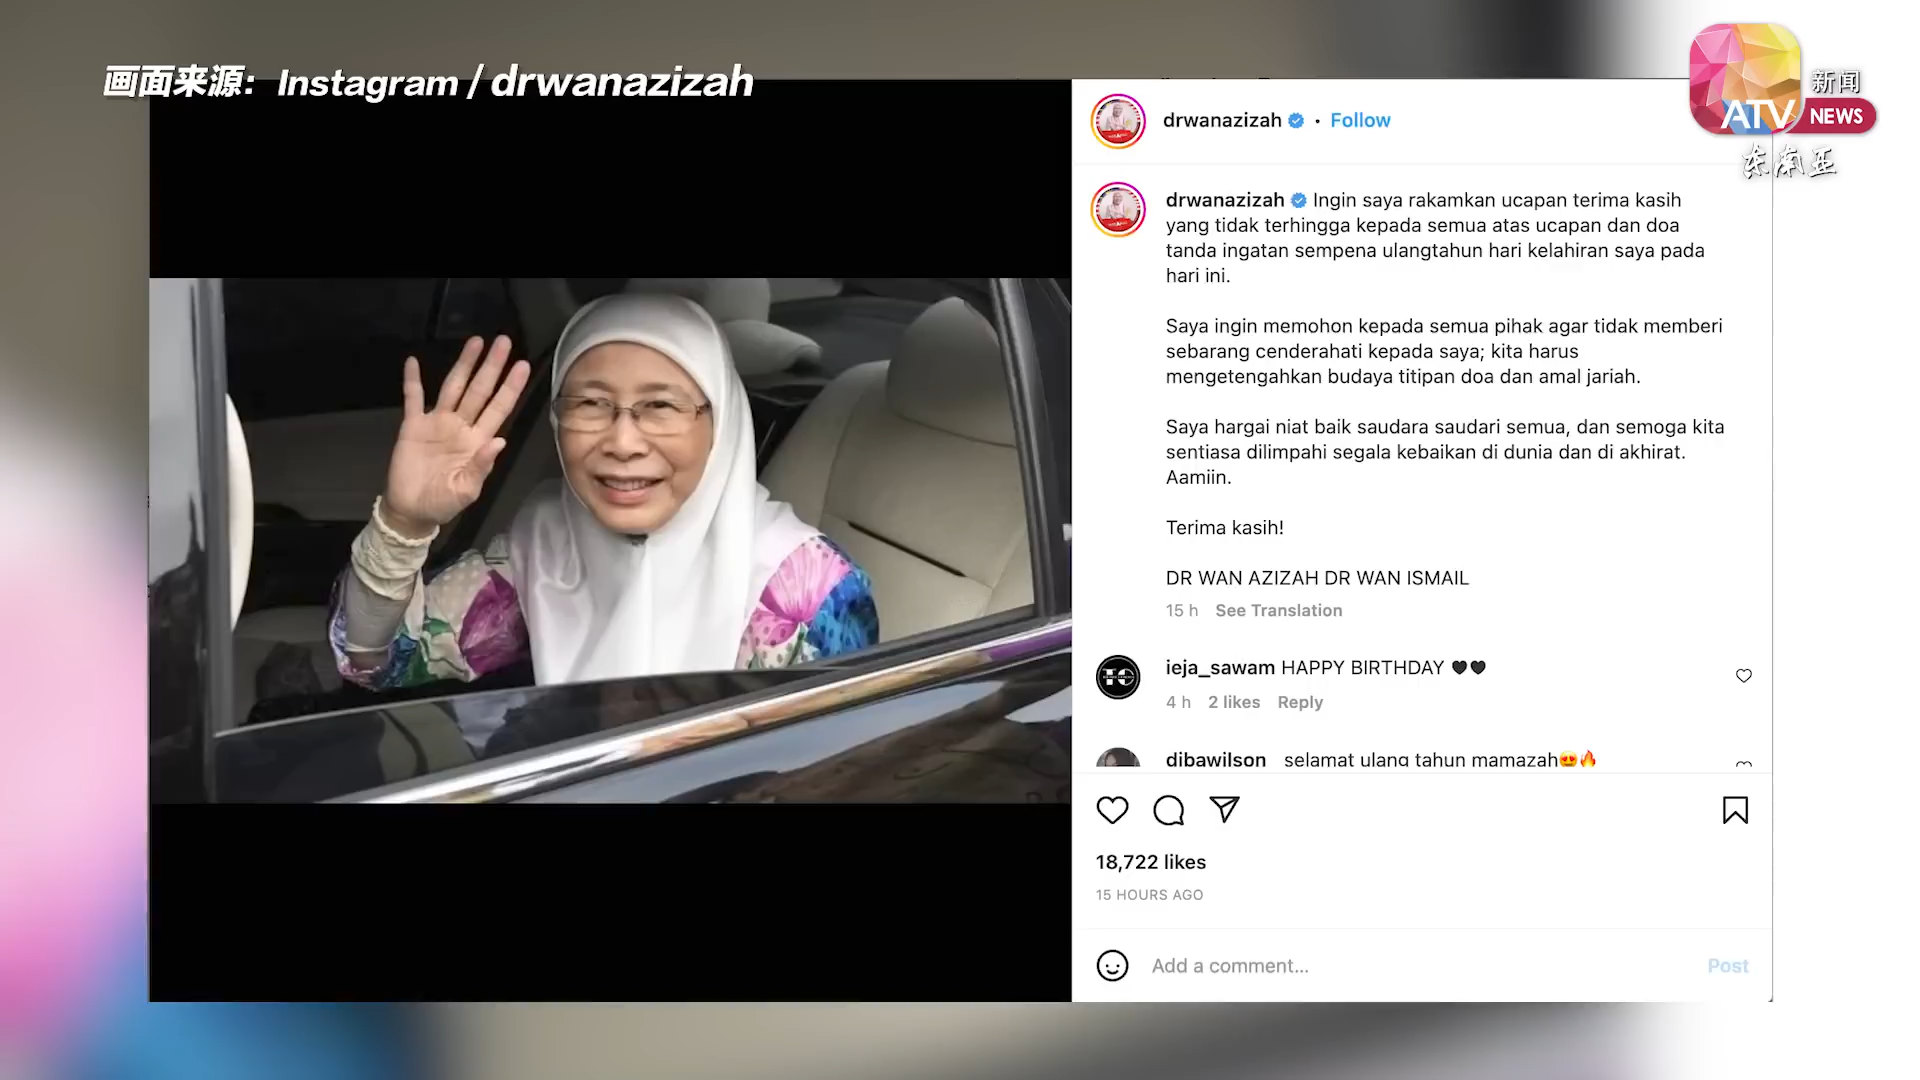 画面来源: Instagram / drwanazizah
ATV 新闻 NEWS
东南亚
drwanazizah • Follow
drwanazizah Ingin saya rakamkan ucapan terima kasih
yang tidak terhingga kepada semua atas ucapan dan doa
tanda ingatan sempena ulangtahun hari kelahiran saya pada
hari ini.
Saya ingin memohon kepada semua pihak agar tidak memberi
sebarang cenderahati kepada saya; kita harus
mengetengahkan budaya titipan doa dan amal jariah.
Saya hargai niat baik saudara saudari semua, dan semoga kita
sentiasa dilimpahi segala kebaikan di dunia dan di akhirat.
Aamiin.
Terima kasih!
DR WAN AZIZAH DR WAN ISMAIL
15 h See Translation
ieja_sawam HAPPY BIRTHDAY 🖤🖤
4 h 2 likes Reply
dibawilson selamat ulang tahun mamazah😍🔥
18,722 likes
15 HOURS AGO
Add a comment...
Post